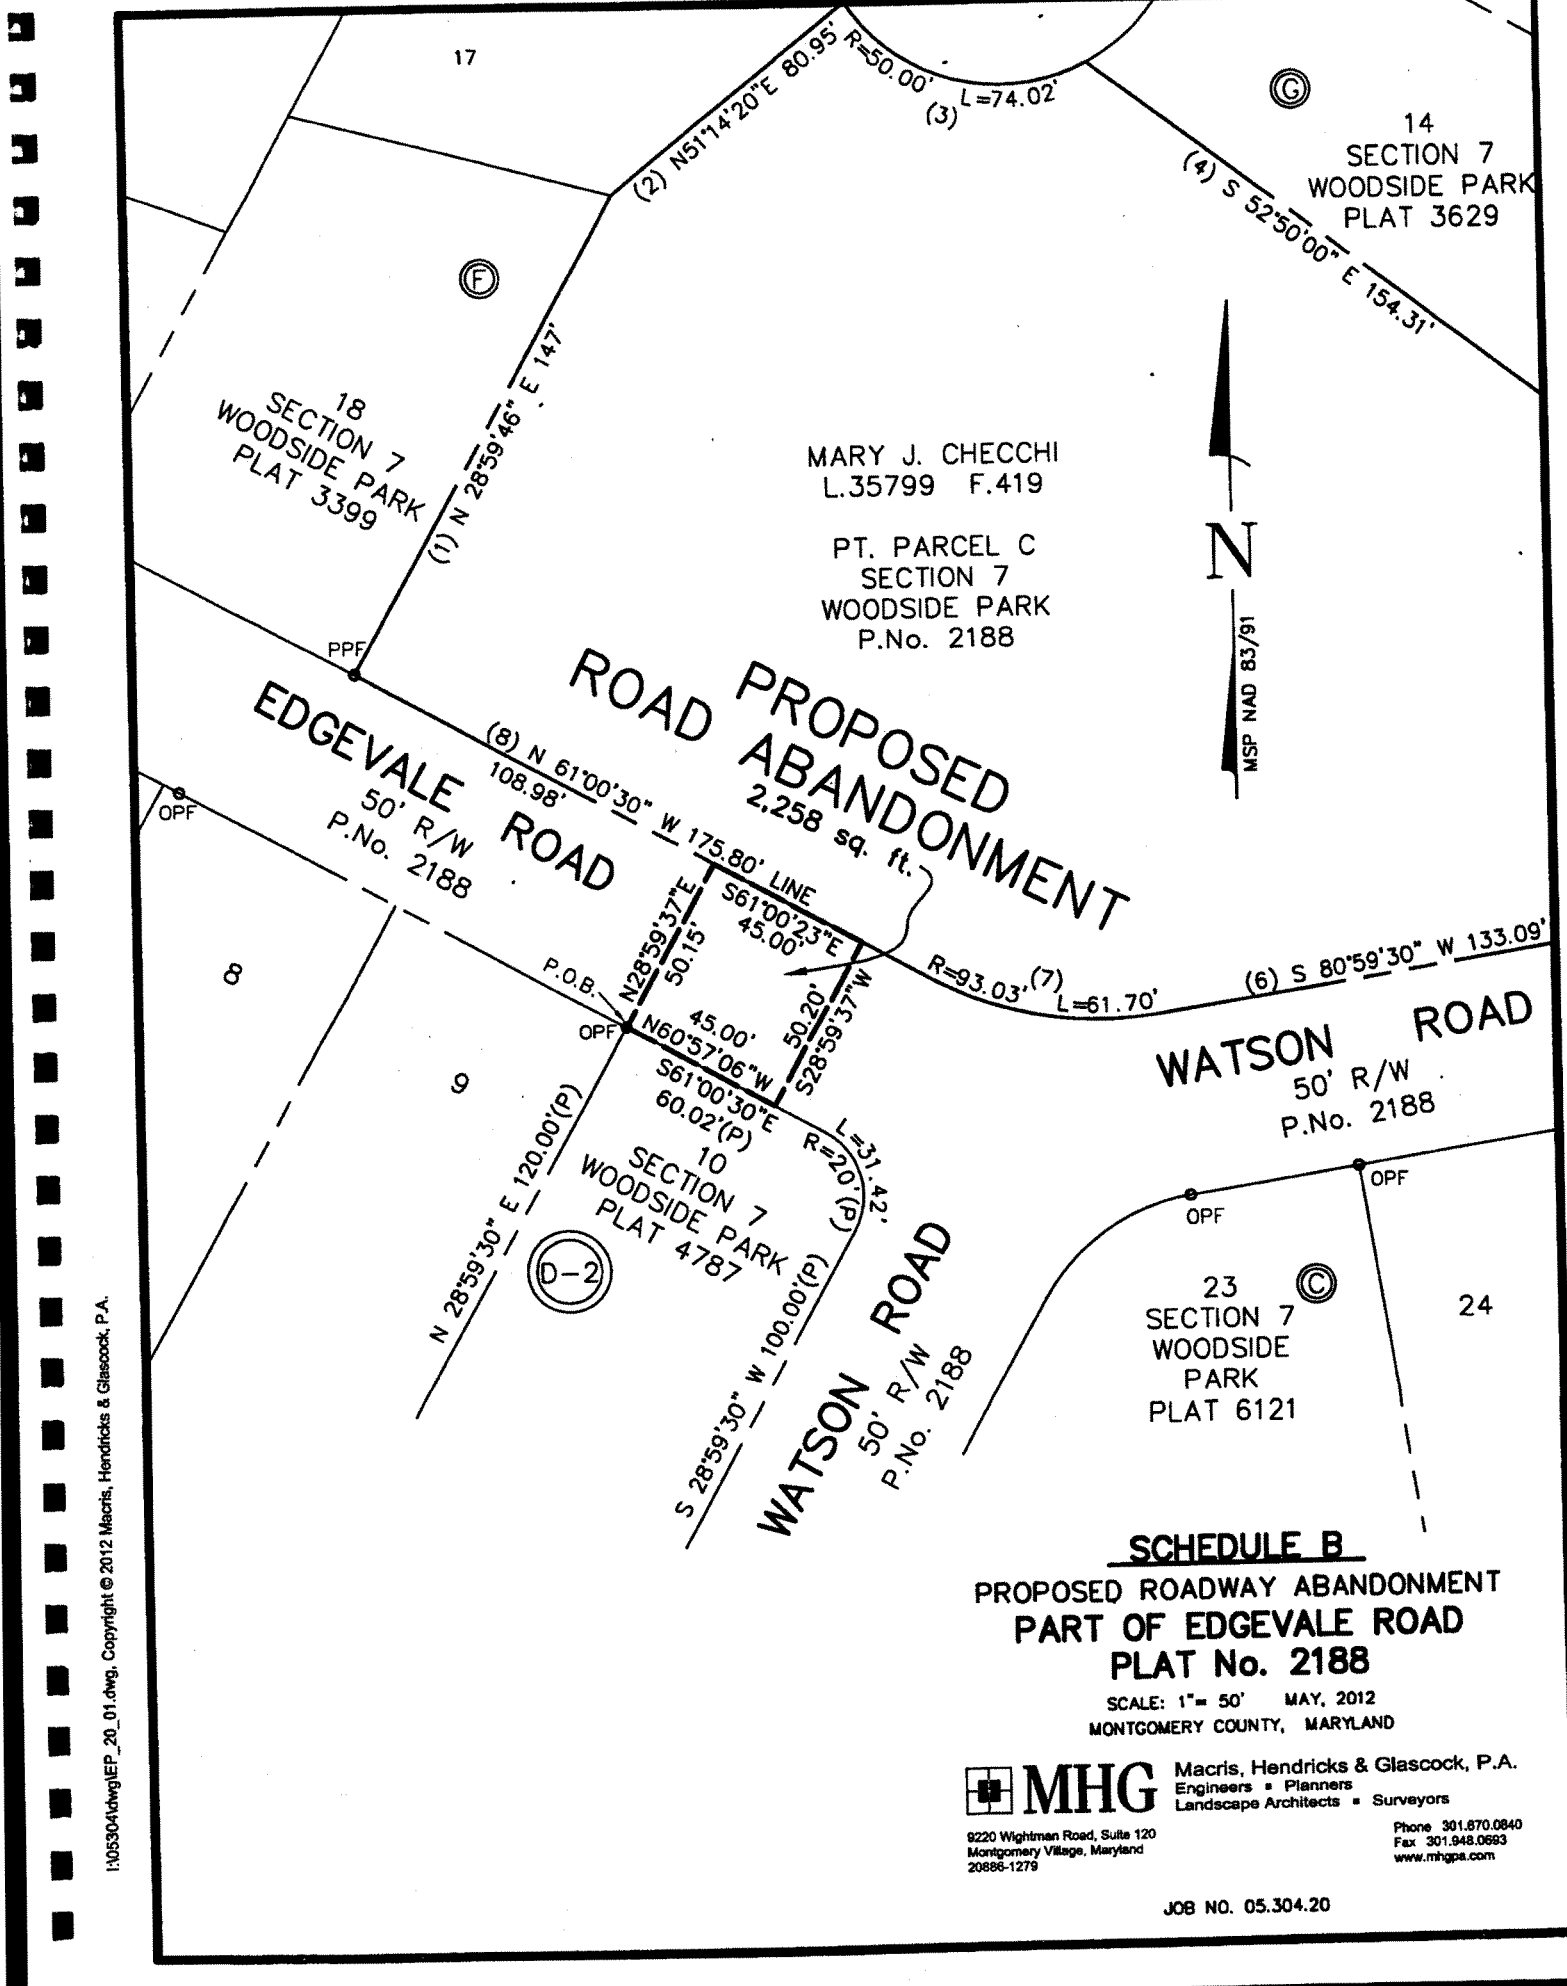 17
(2) N51°14'20"E 80.95'
R=50.00'
(3)
L=74.02'
G
14
SECTION 7
WOODSIDE PARK
PLAT 3629
(4) S 52°50'00" E 154.31'
F
18
SECTION 7
WOODSIDE PARK
PLAT 3399
(1) N 28°59'46" E 147'
MARY J. CHECCHI
L.35799 F.419
PT. PARCEL C
SECTION 7
WOODSIDE PARK
P.No. 2188
N
MSP NAD 83/91
PPF
PROPOSED
ROAD ABANDONMENT
2,258 sq. ft.
EDGEVALE ROAD
50' R/W
P.No. 2188
(8) N 61°00'30" W 175.80' LINE
108.98'
OPF
8
N28°59'37"E
50.15'
S61°00'23"E
45.00'
P.O.B.
OPF
45.00'
N60°57'06"W
50.20'
S28°59'37"W
S61°00'30"E
60.02'(P)
R=93.03'
(7)
L=61.70'
(6) S 80°59'30" W 133.09'
WATSON ROAD
50' R/W
P.No. 2188
9
N 28°59'30" E 120.00'(P)
10
SECTION 7
WOODSIDE PARK
PLAT 4787
D-2
L=31.42'
R=20'(P)
S 28°59'30" W 100.00'(P)
WATSON ROAD
50' R/W
P.No. 2188
OPF
OPF
23
SECTION 7
WOODSIDE
PARK
PLAT 6121
C
24
SCHEDULE B
PROPOSED ROADWAY ABANDONMENT
PART OF EDGEVALE ROAD
PLAT No. 2188
SCALE: 1"= 50' MAY, 2012
MONTGOMERY COUNTY, MARYLAND
MHG
Macris, Hendricks & Glascock, P.A.
Engineers ▪ Planners
Landscape Architects ▪ Surveyors
9220 Wightman Road, Suite 120
Montgomery Village, Maryland
20886-1279
Phone 301.670.0840
Fax 301.948.0693
www.mhgpa.com
JOB NO. 05.304.20
I:\05304\dwg\EP_20_01.dwg, Copyright © 2012 Macris, Hendricks & Glascock, P.A.